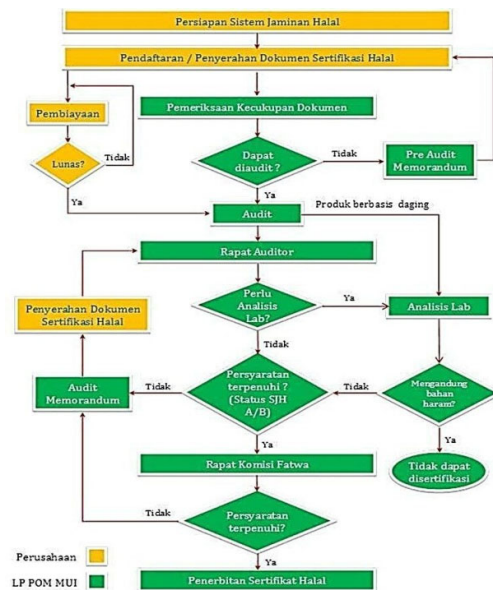 Persiapan Sistem Jaminan Halal
Pendaftaran / Penyerahan Dokumen Sertifikasi Halal
Pembiayaan
Pemeriksaan Kecukupan Dokumen
Lunas?
Tidak
Dapat
diaudit ?
Tidak
Pre Audit
Memorandum
Ya
Ya
Audit
Produk berbasis daging
Rapat Auditor
Penyerahan Dokumen
Sertifikasi Halal
Perlu
Analisis
Lab?
Ya
Analisis Lab
Tidak
Audit
Memorandum
Tidak
Persyaratan
terpenuhi ?
(Status SJH
A/B)
Tidak
Mengandung
bahan
haram?
Ya
Ya
Rapat Komisi Fatwa
Tidak dapat
disertifikasi
Tidak
Persyaratan
terpenuhi?
Perusahaan
Ya
LP POM MUI
Penerbitan Sertifikat Halal